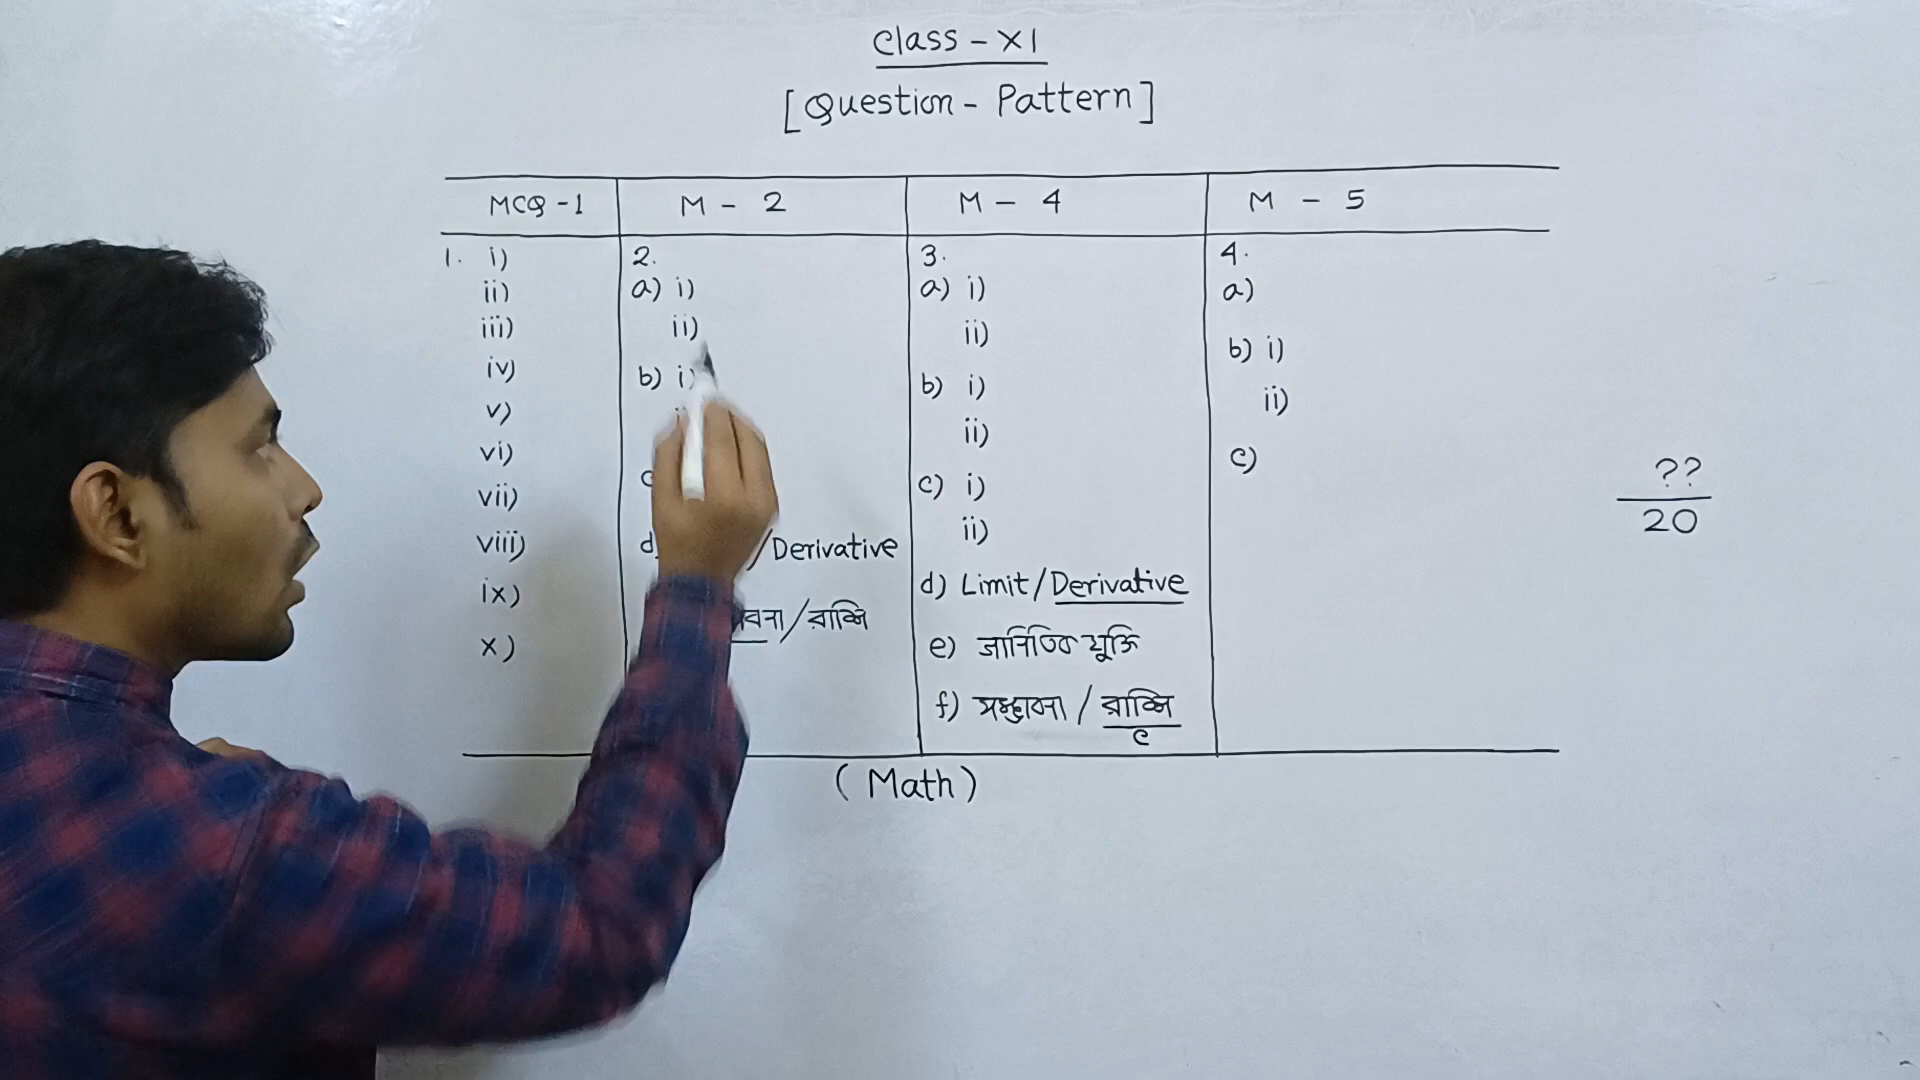 Class - XI
[Question - Pattern]
MCQ - 1
M - 2
M - 4
M - 5
1. i)
ii)
iii)
iv)
v)
vi)
vii)
viii)
ix)
x)
2.
a) i)
ii)
b) i)
d) /Derivative
/রাশি
3.
a) i)
ii)
b) i)
ii)
c) i)
ii)
d) Limit/Derivative
e) যুক্তি
f) সম্ভাবনা / রাশি
e
4.
a)
b) i)
ii)
c)
??
20
(Math)